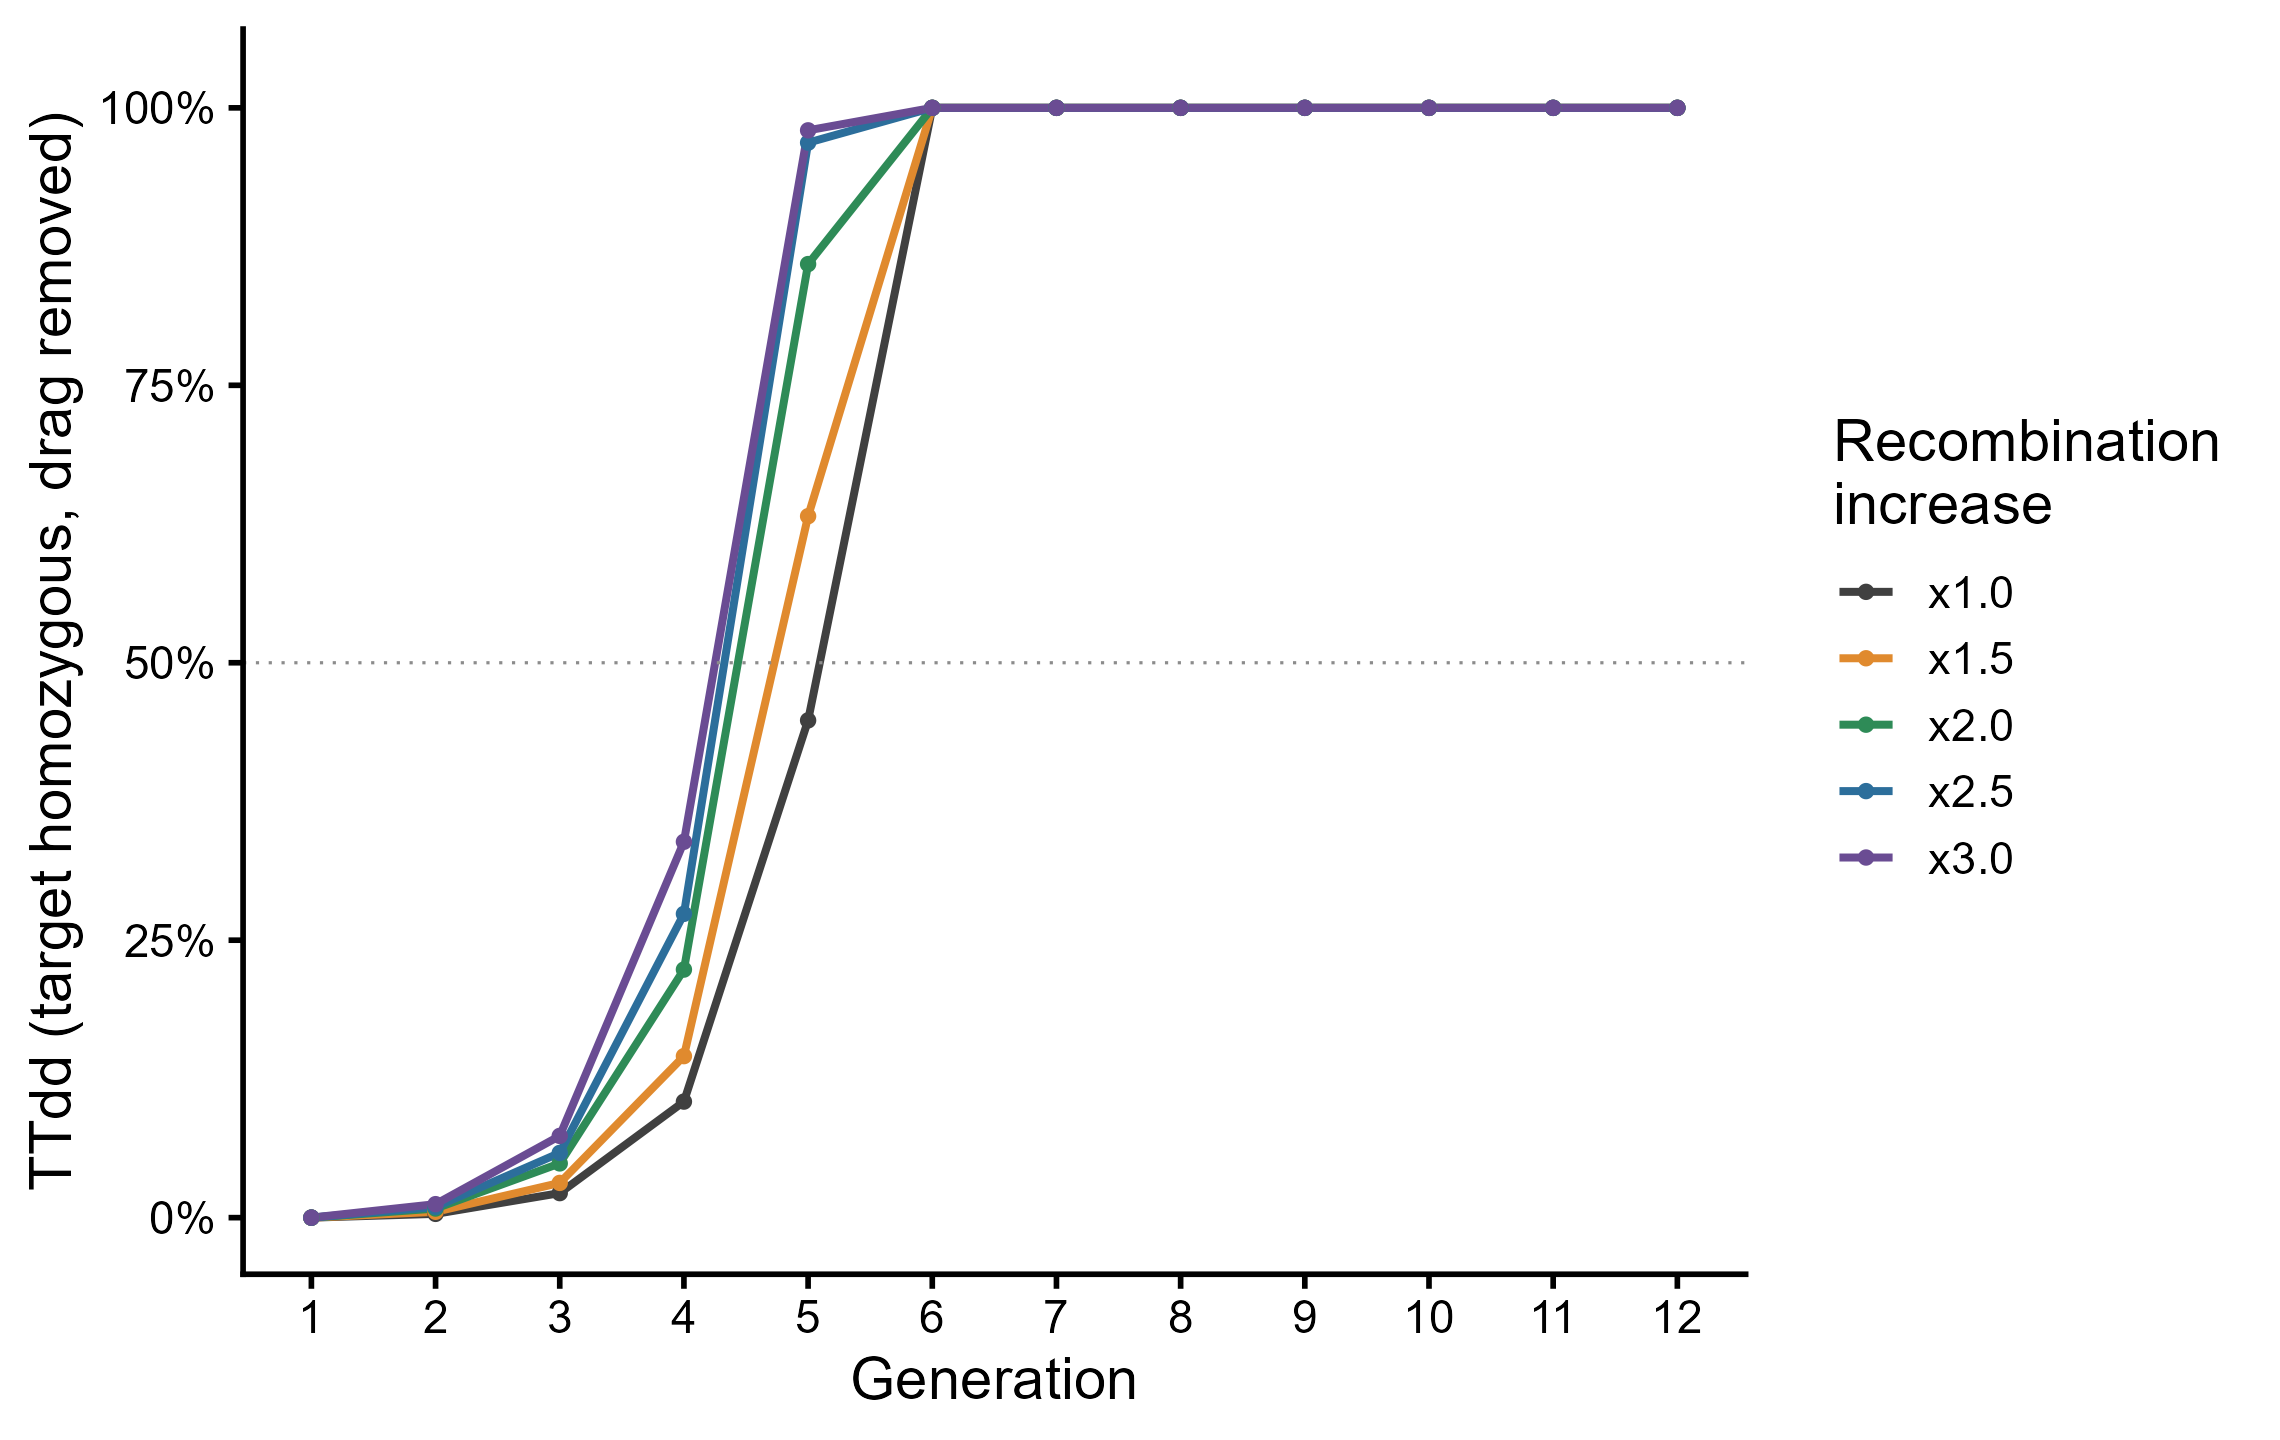 TTdd (target homozygous, drag removed)
100%
75%
50%
25%
0%
1 2 3 4 5 6 7 8 9 10 11 12
Generation
Recombination
increase
x1.0
x1.5
x2.0
x2.5
x3.0